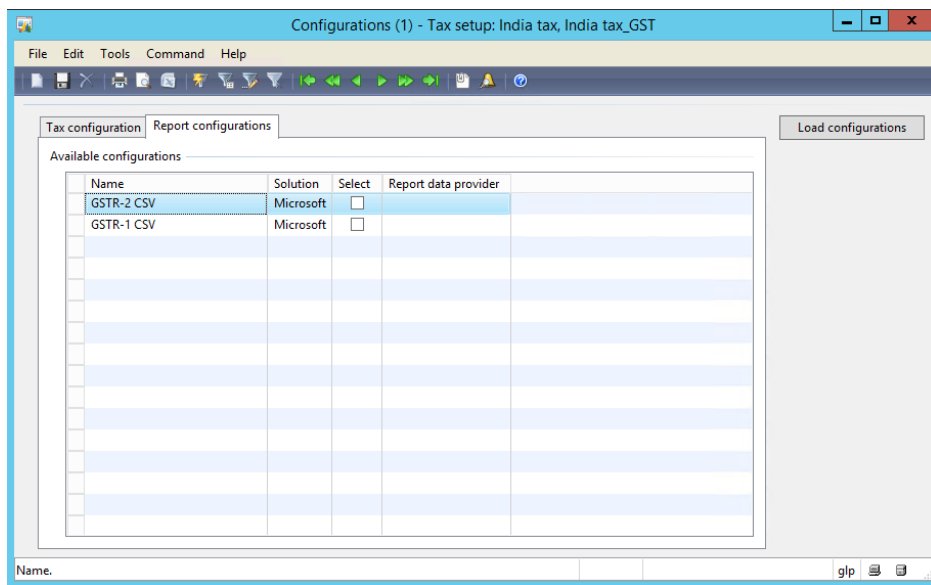 Configurations (1) - Tax setup: India tax, India tax_GST
File Edit Tools Command Help
Tax configuration Report configurations
Load configurations
Available configurations
Name Solution Select Report data provider
GSTR-2 CSV Microsoft
GSTR-1 CSV Microsoft
Name. glp